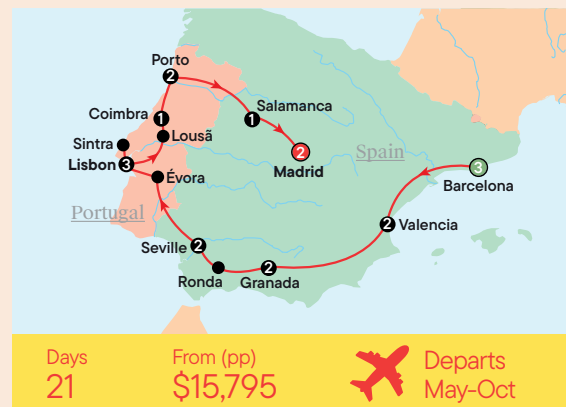 Porto
2
Coimbra
1
Salamanca
1
Lousã
Sintra
Lisbon
3
Madrid
2
Spain
3
Barcelona
Évora
Portugal
2
Valencia
Seville
2
Ronda
2
Granada
Days
21
From (pp)
$15,795
Departs
May-Oct